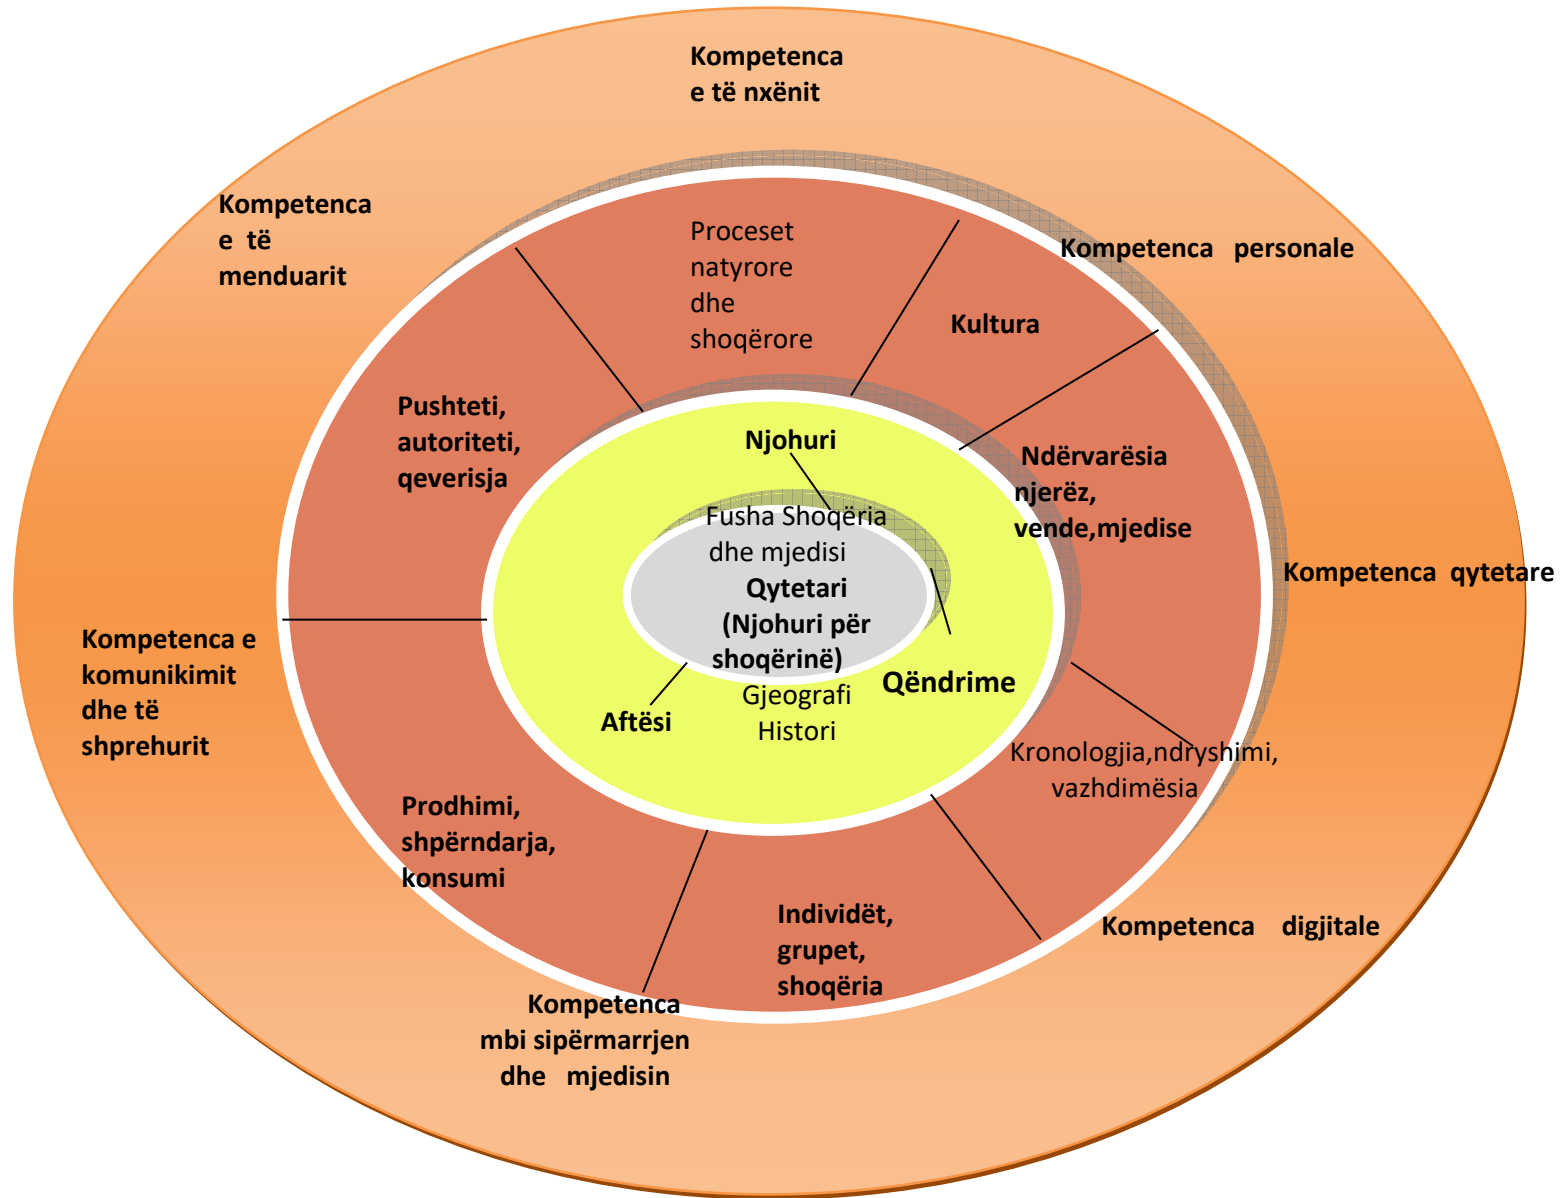 Kompetenca
e të nxënit
Kompetenca
e të
menduarit
Kompetenca personale
Proceset
natyrore
dhe
shoqërore
Kultura
Pushteti,
autoriteti,
qeverisja
Njohuri
Ndërvarësia
njerëz,
vende,mjedise
Fusha Shoqëria
dhe mjedisi
Qytetari
(Njohuri për
shoqërinë)
Gjeografi
Histori
Kompetenca qytetare
Qëndrime
Aftësi
Kompetenca e
komunikimit
dhe të
shprehurit
Kronologjia,ndryshimi,
vazhdimësia
Prodhimi,
shpërndarja,
konsumi
Individët,
grupet,
shoqëria
Kompetenca digjitale
Kompetenca
mbi sipërmarrjen
dhe mjedisin